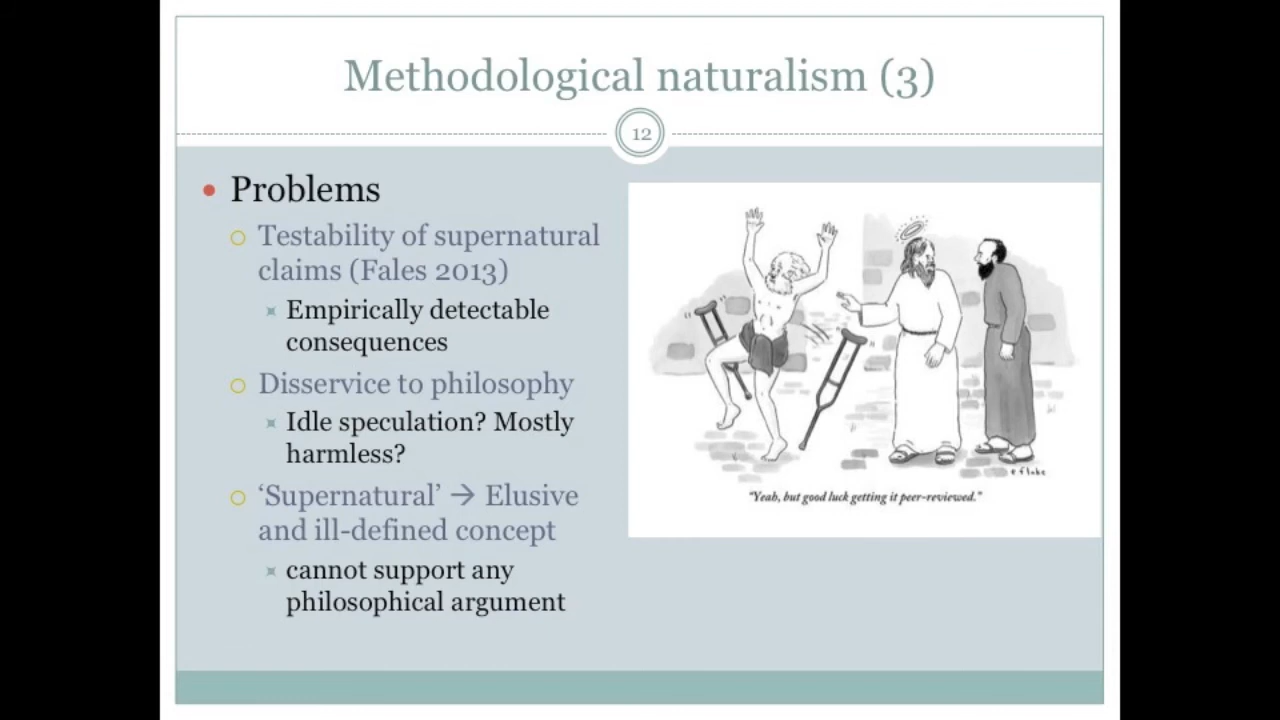 Methodological naturalism (3)
12
Problems
Testability of supernatural
claims (Fales 2013)
Empirically detectable
consequences
Disservice to philosophy
Idle speculation? Mostly
harmless?
‘Supernatural’ → Elusive
and ill-defined concept
cannot support any
philosophical argument
"Yeah, but good luck getting it peer-reviewed."